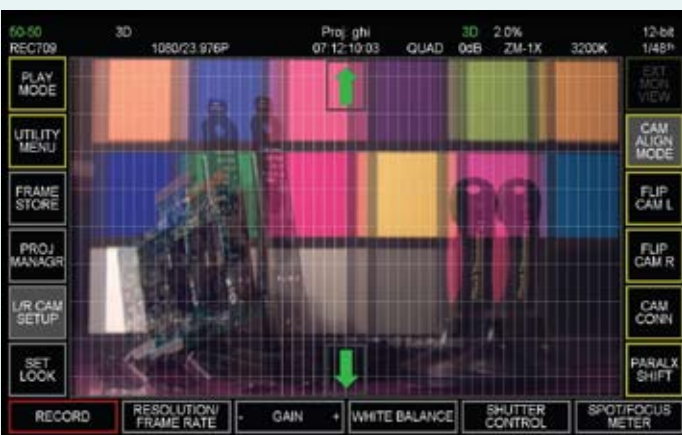 50-50 3D Proj: ghi 3D 2.0% 12-bit
REC709 1080/23.976P 07:12:10:03 QUAD 0dB ZM-1X 3200K 1/48th
PLAY MODE
UTILITY MENU
FRAME STORE
PROJ MANAGR
L/R CAM SETUP
SET LOOK
EXT MON VIEW
CAM ALIGN MODE
FLIP CAM L
FLIP CAM R
CAM CONN
PARALX SHIFT
RECORD
RESOLUTION/ FRAME RATE
- GAIN +
WHITE BALANCE
SHUTTER CONTROL
SPOT/FOCUS METER